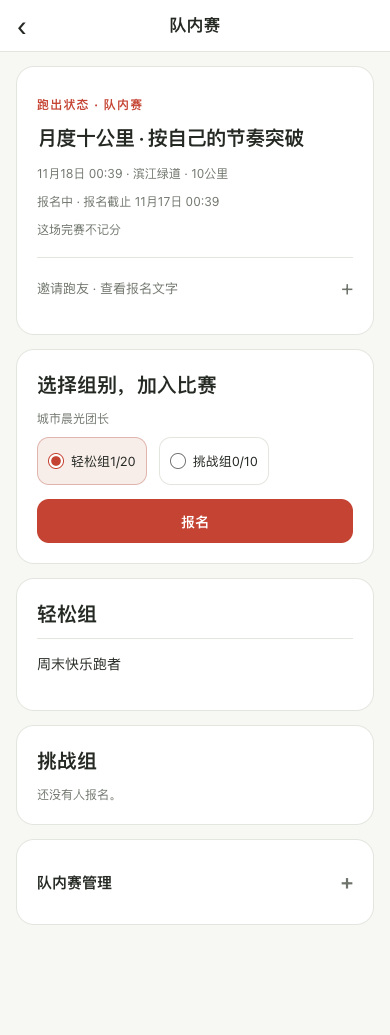 ‹ 队内赛
跑出状态 · 队内赛
月度十公里 · 按自己的节奏突破
11月18日 00:39 · 滨江绿道 · 10公里
报名中 · 报名截止 11月17日 00:39
这场完赛不记分
邀请跑友 · 查看报名文字 +
选择组别，加入比赛
城市晨光团长
轻松组1/20 挑战组0/10
报名
轻松组
周末快乐跑者
挑战组
还没有人报名。
队内赛管理 +